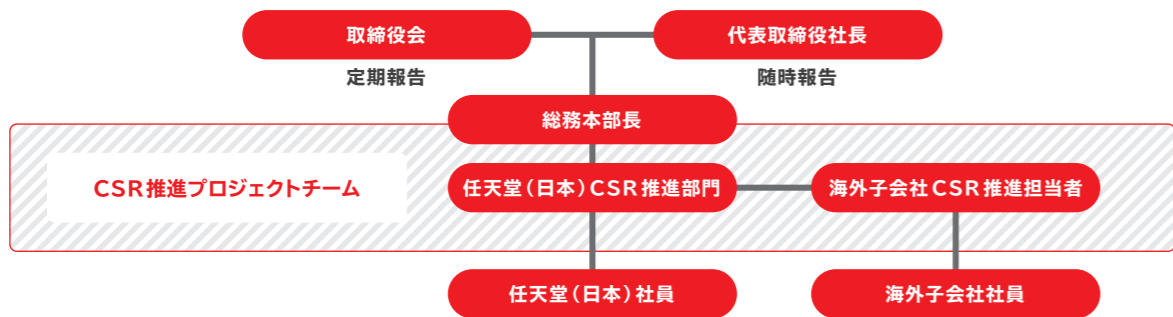 取締役会
代表取締役社長
定期報告
随時報告
総務本部長
CSR推進プロジェクトチーム
任天堂(日本)CSR推進部門
海外子会社CSR推進担当者
任天堂(日本)社員
海外子会社社員